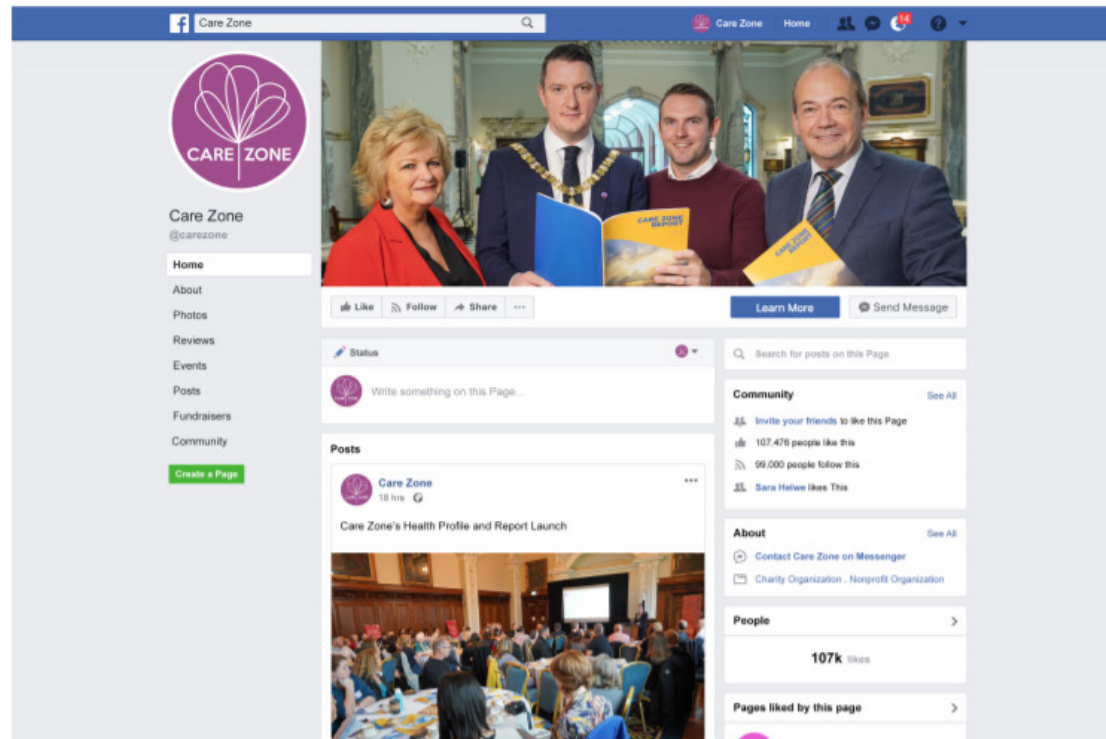 Care Zone
Care Zone Home 14
CARE ZONE
Care Zone
@carezone
Home
About
Photos
Reviews
Events
Posts
Fundraisers
Community
Create a Page
CARE ZONE
REPORT
CARE ZONE
REPORT
Like Follow Share
Learn More Send Message
Status
Write something on this Page...
Posts
Care Zone
18 hrs
Care Zone's Health Profile and Report Launch
Search for posts on this Page
Community See All
Invite your friends to like this Page
107,476 people like this
99,000 people follow this
Sara Helwe likes This
About See All
Contact Care Zone on Messenger
Charity Organization . Nonprofit Organization
People
107k likes
Pages liked by this page